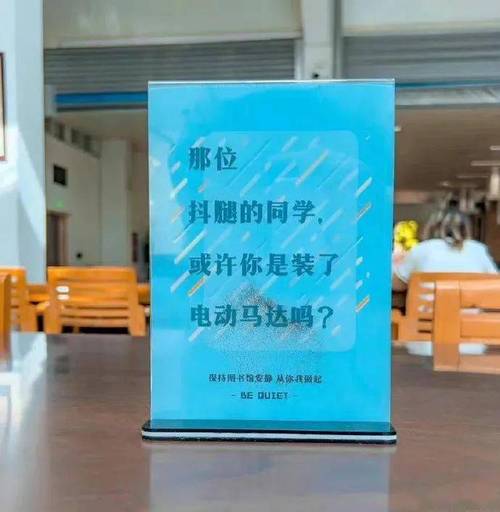 那位
抖腿的同学，
或许你是装了
电动马达吗？
保持图书馆安静 从你我做起
- BE QUIET -